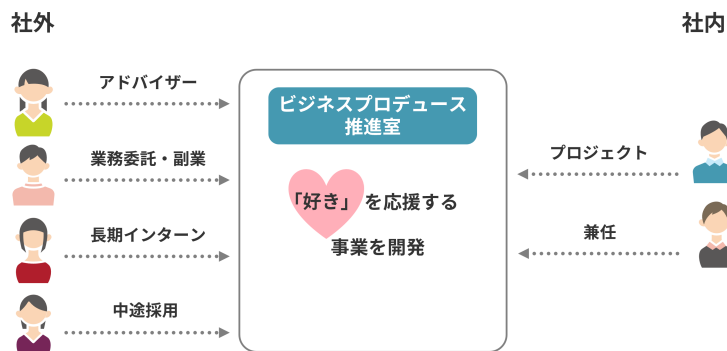 社外
社内
アドバイザー
業務委託・副業
長期インターン
中途採用
ビジネスプロデュース
推進室
「好き」を応援する
事業を開発
プロジェクト
兼任